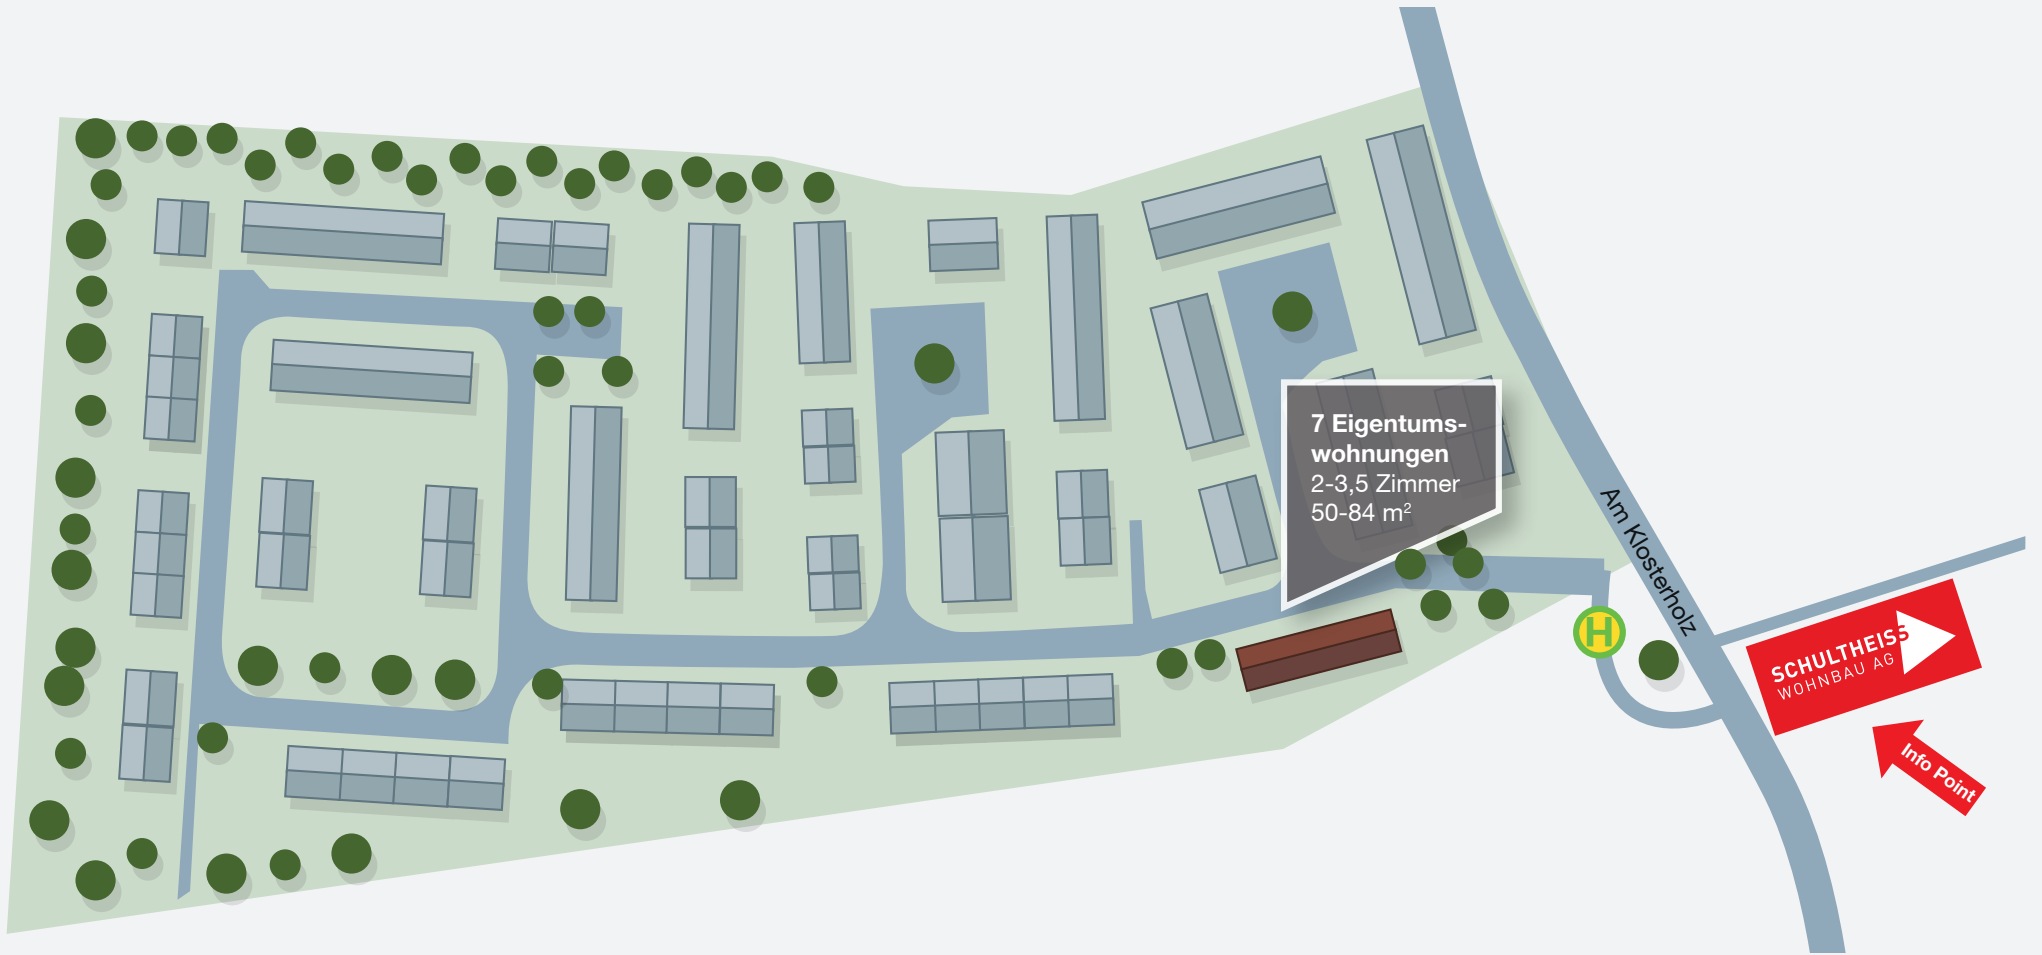 7 Eigentums-
wohnungen
2-3,5 Zimmer
50-84 m²
Am Klosterholz
H
SCHULTHEISS
WOHNBAU AG
Info Point